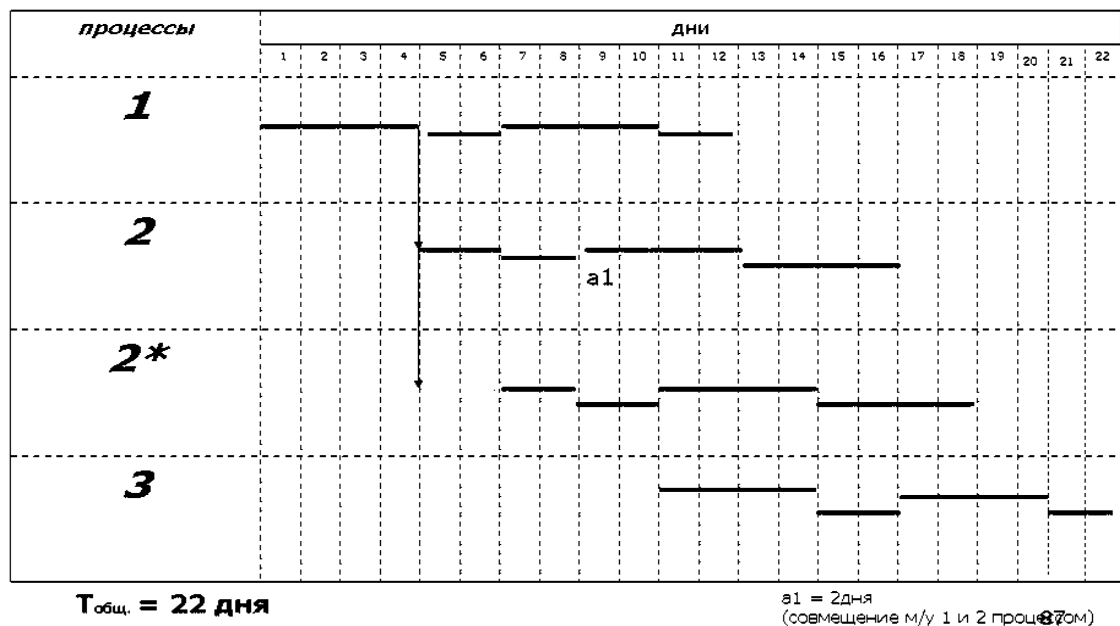 процессы
дни
1 2 3 4 5 6 7 8 9 10 11 12 13 14 15 16 17 18 19 20 21 22
1
2
a1
2*
3
Tобщ. = 22 дня
a1 = 2дня
(совмещение м/у 1 и 2 процессом)
87